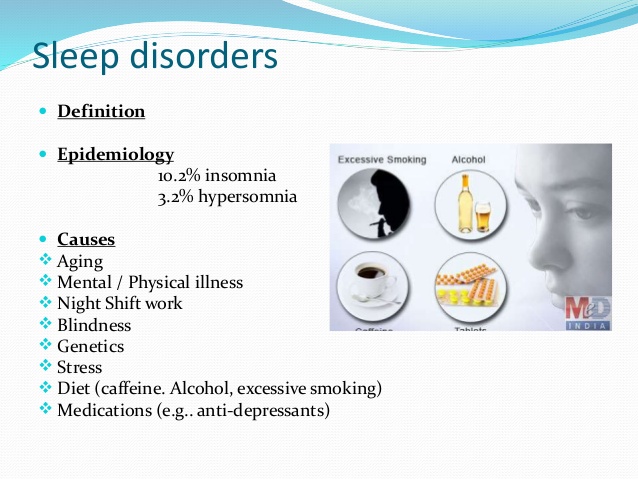 Sleep disorders
Definition
Epidemiology
10.2% insomnia
3.2% hypersomnia
Causes
Aging
Mental / Physical illness
Night Shift work
Blindness
Genetics
Stress
Diet (caffeine. Alcohol, excessive smoking)
Medications (e.g.. anti-depressants)
Excessive Smoking
Alcohol
Caffeine
Tablets
MeD
INDIA